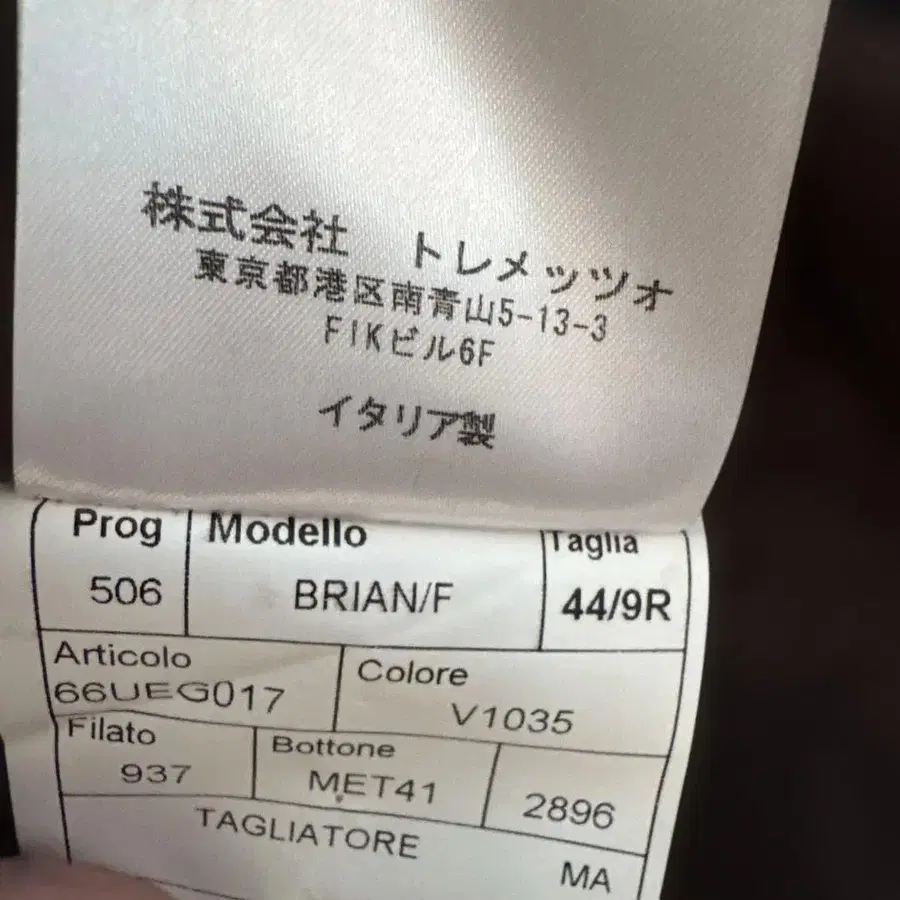 株式会社 トレメッツォ
東京都港区南青山5-13-3
FIKビル6F
イタリア製
Prog Modello Taglia
506 BRIAN/F 44/9R
Articolo Colore
66UEG017 V1035
Filato Bottone
937 MET41 2896
TAGLIATORE
MA